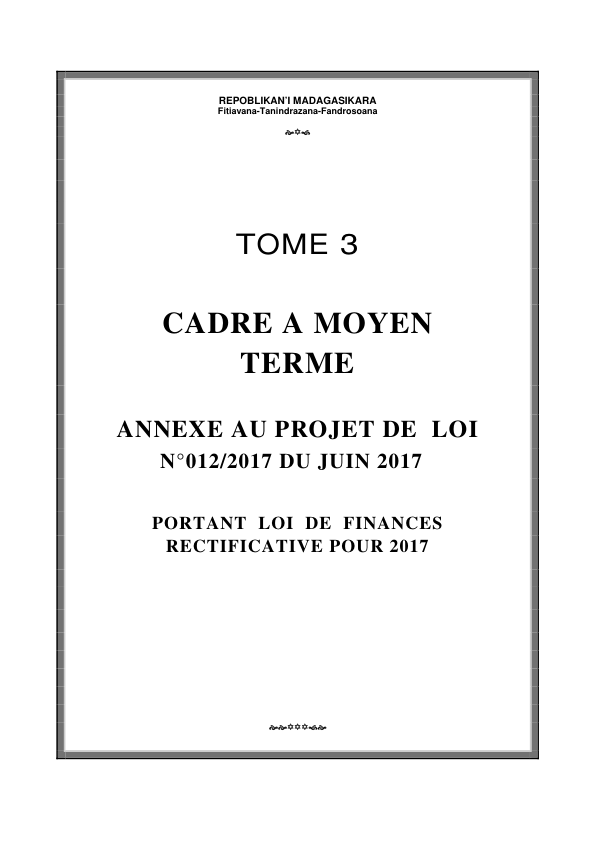 REPOBLIKAN'I MADAGASIKARA
Fitiavana-Tanindrazana-Fandrosoana
TOME 3
CADRE A MOYEN
TERME
ANNEXE AU PROJET DE LOI
N°012/2017 DU JUIN 2017
PORTANT LOI DE FINANCES
RECTIFICATIVE POUR 2017